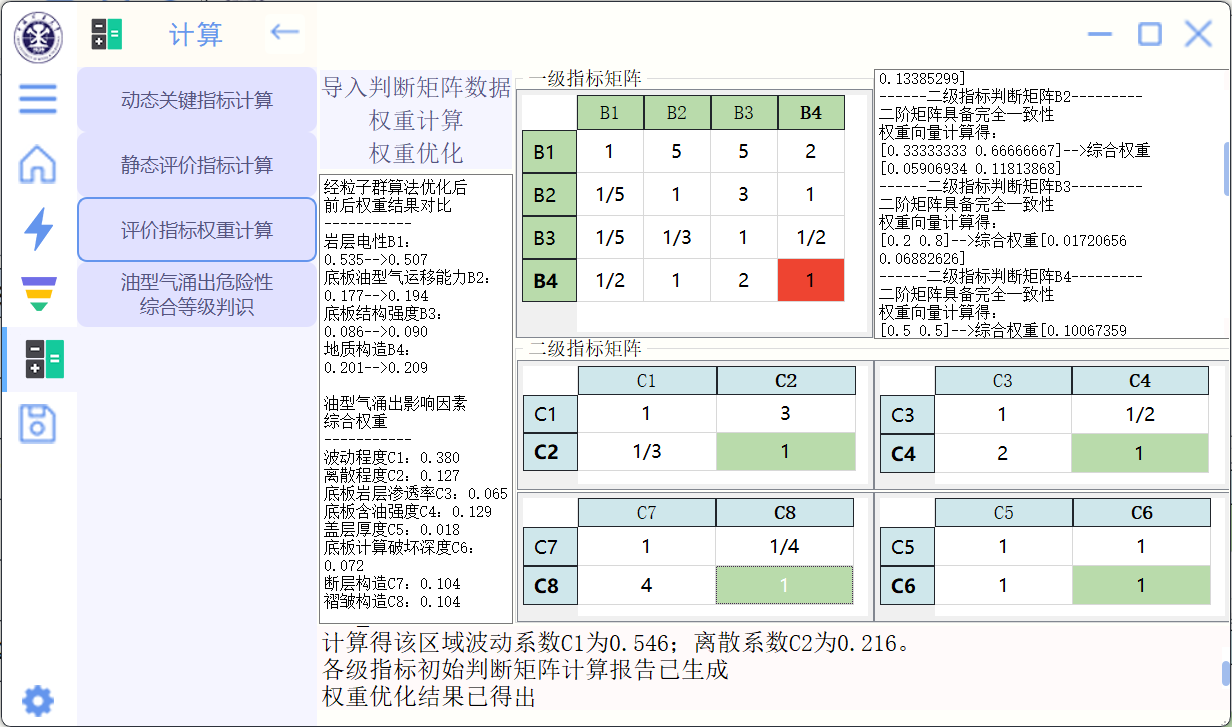 计算
动态关键指标计算
静态评价指标计算
评价指标权重计算
油型气涌出危险性
综合等级判识
导入判断矩阵数据
权重计算
权重优化
经粒子群算法优化后
前后权重结果对比
-----------
岩层电性B1:
0.535-->0.507
底板油型气运移能力B2:
0.177-->0.194
底板结构强度B3:
0.086-->0.090
地质构造B4:
0.201-->0.209
油型气涌出影响因素
综合权重
-----------
波动程度C1: 0.380
离散程度C2: 0.127
底板岩层渗透率C3: 0.065
底板含油强度C4: 0.129
盖层厚度C5: 0.018
底板计算破坏深度C6:
0.072
断层构造C7: 0.104
褶皱构造C8: 0.104
一级指标矩阵
B1 B2 B3 B4
B1 1 5 5 2
B2 1/5 1 3 1
B3 1/5 1/3 1 1/2
B4 1/2 1 2 1
0.13385299]
------二级指标判断矩阵B2---------
二阶矩阵具备完全一致性
权重向量计算得:
[0.33333333 0.66666667]-->综合权重
[0.05906934 0.11813868]
------二级指标判断矩阵B3---------
二阶矩阵具备完全一致性
权重向量计算得:
[0.2 0.8]-->综合权重[0.01720656
0.06882626]
------二级指标判断矩阵B4---------
二阶矩阵具备完全一致性
权重向量计算得:
[0.5 0.5]-->综合权重[0.10067359
二级指标矩阵
C1 C2
C1 1 3
C2 1/3 1
C3 C4
C3 1 1/2
C4 2 1
C7 C8
C7 1 1/4
C8 4 1
C5 C6
C5 1 1
C6 1 1
计算得该区域波动系数C1为0.546；离散系数C2为0.216。
各级指标初始判断矩阵计算报告已生成
权重优化结果已得出